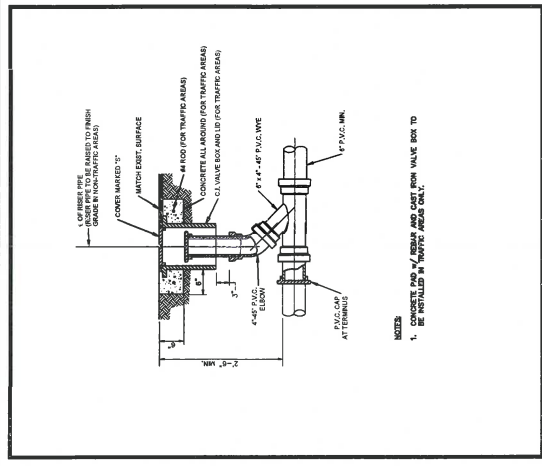 ℄ OF RISER PIPE
(RISER PIPE TO BE RAISED TO FINISH
GRADE IN NON-TRAFFIC AREAS)
COVER MARKED "S"
MATCH EXIST. SURFACE
#4 ROD (FOR TRAFFIC AREAS)
CONCRETE ALL AROUND (FOR TRAFFIC AREAS)
C.I. VALVE BOX AND LID (FOR TRAFFIC AREAS)
6"
2'-6" MIN.
6"
3"
4"-45° P.V.C.
ELBOW
6" x 4" - 45° P.V.C. WYE
6" P.V.C. MIN.
P.V.C. CAP
AT TERMINUS
NOTES:
1. CONCRETE PAD w/ REBAR AND CAST IRON VALVE BOX TO
BE INSTALLED IN TRAFFIC AREAS ONLY.